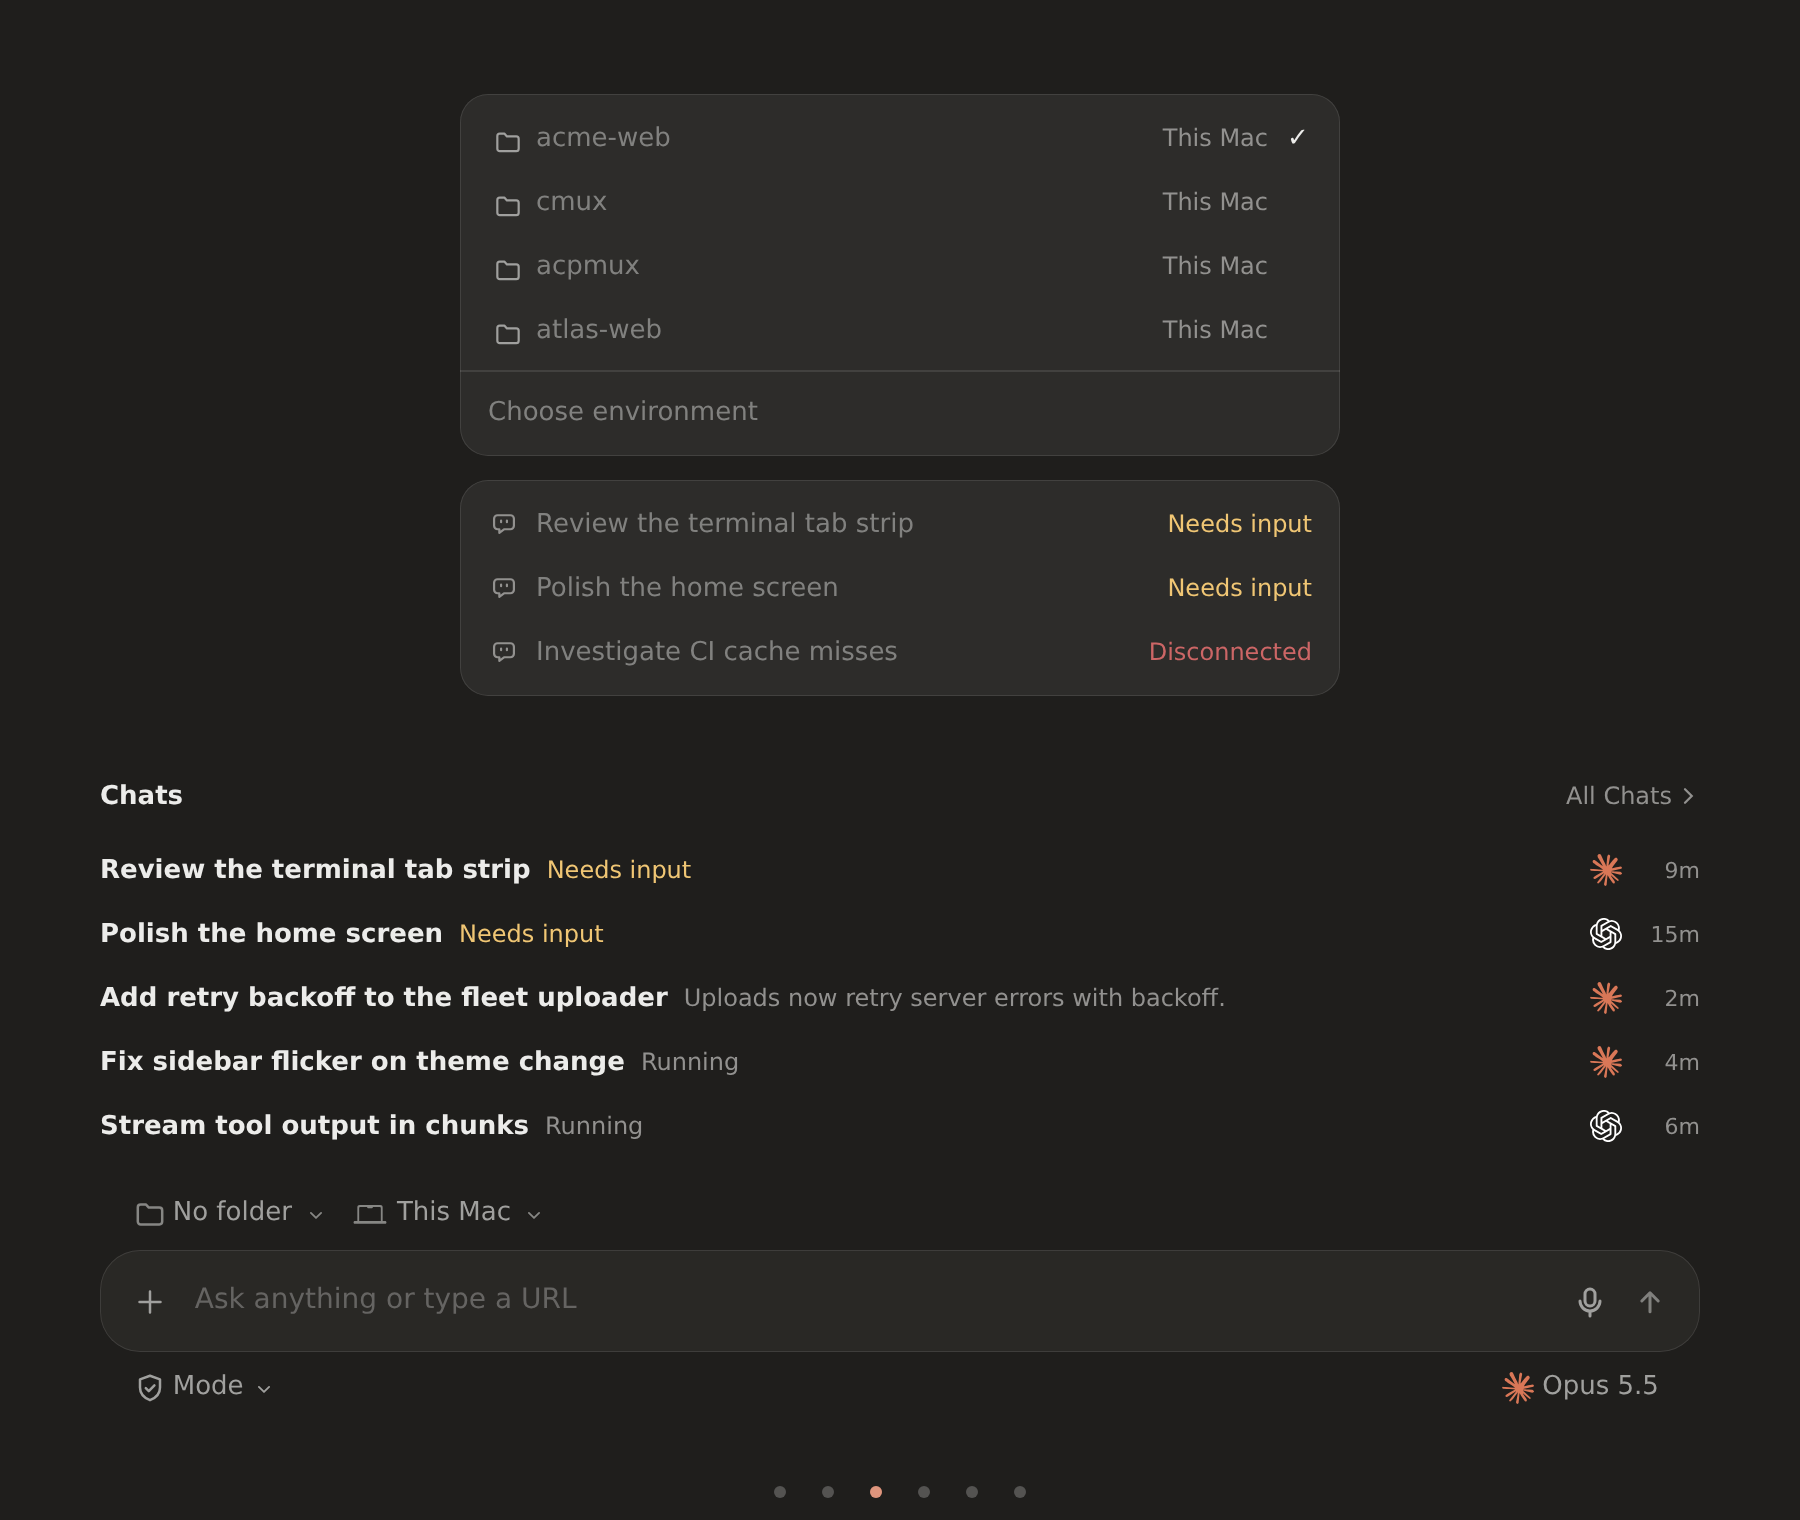 acme-web This Mac ✓
cmux This Mac
acpmux This Mac
atlas-web This Mac
Choose environment
Review the terminal tab strip Needs input
Polish the home screen Needs input
Investigate CI cache misses Disconnected
Chats All Chats
Review the terminal tab strip Needs input 9m
Polish the home screen Needs input 15m
Add retry backoff to the fleet uploader Uploads now retry server errors with backoff. 2m
Fix sidebar flicker on theme change Running 4m
Stream tool output in chunks Running 6m
No folder This Mac
Ask anything or type a URL
Mode Opus 5.5